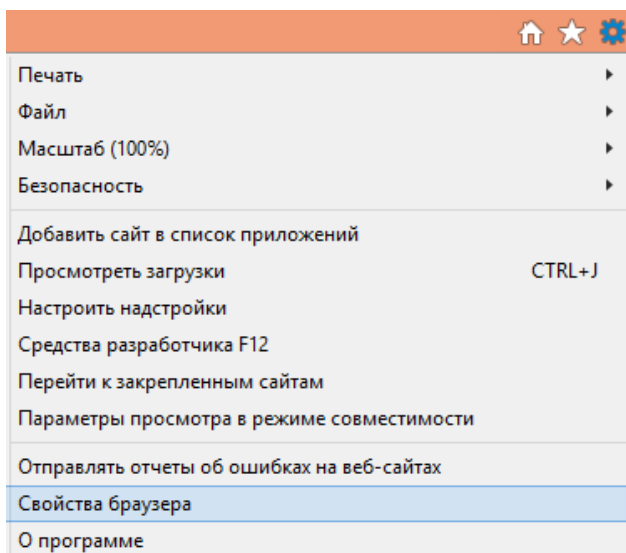 Печать
Файл
Масштаб (100%)
Безопасность
Добавить сайт в список приложений
Просмотреть загрузки CTRL+J
Настроить надстройки
Средства разработчика F12
Перейти к закрепленным сайтам
Параметры просмотра в режиме совместимости
Отправлять отчеты об ошибках на веб-сайтах
Свойства браузера
О программе